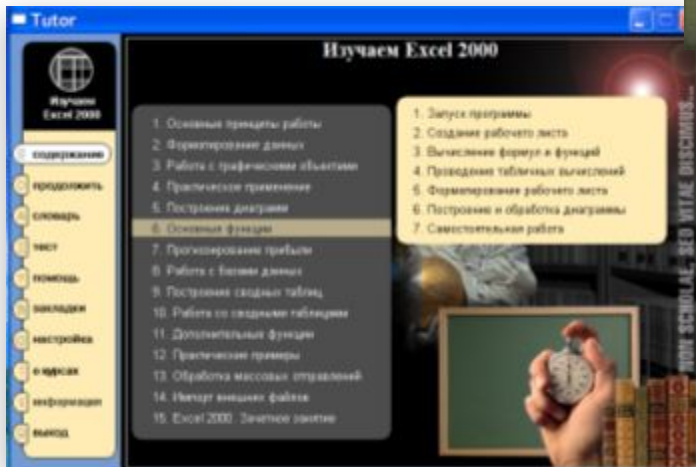 Tutor
Изучаем Excel 2000
Изучаем
Excel 2000
содержание
продолжить
словарь
тест
помощь
закладки
настройка
о курсах
информация
выход
1. Основные принципы работы
2. Форматирование данных
3. Работа с графическими объектами
4. Практическое применение
5. Построение диаграмм
6. Основные функции
7. Прогнозирование прибыли
8. Работа с базами данных
9. Построение сводных таблиц
10. Работа со сводными таблицами
11. Дополнительные функции
12. Практические примеры
13. Обработка массовых отправлений
14. Импорт внешних файлов
15. Excel 2000. Зачетное занятие
1. Запуск программы
2. Создание рабочего листа
3. Вычисление формул и функций
4. Проведение табличных вычислений
5. Форматирование рабочего листа
6. Построение и обработка диаграммы
7. Самостоятельная работа
NON SCHOLAE, SED VITAE DISCIMUS...